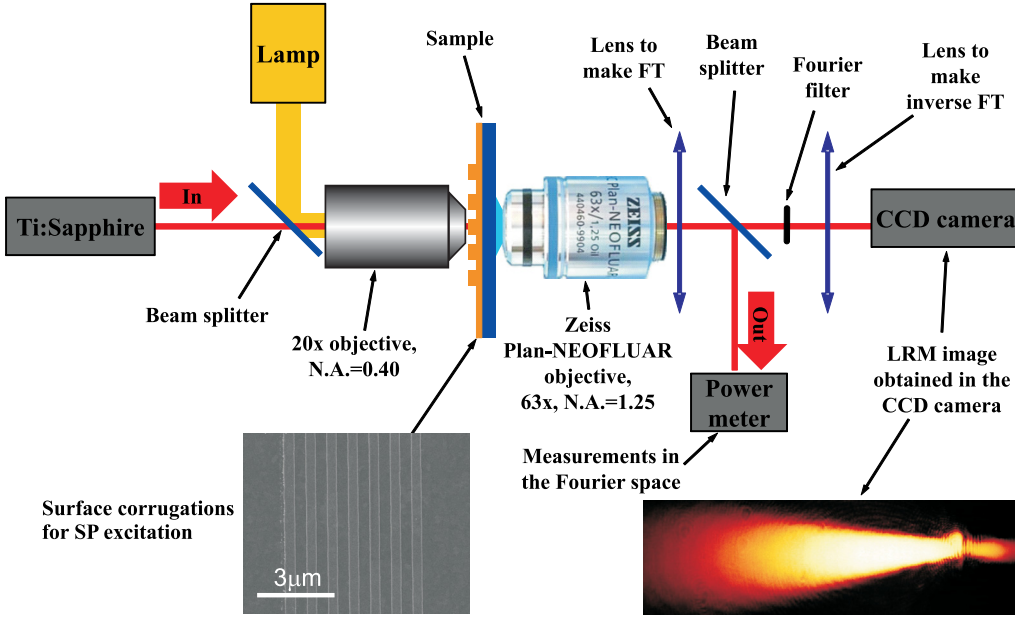 Lamp
Sample
Lens to
make FT
Beam
splitter
Fourier
filter
Lens to
make
inverse FT
In
Ti:Sapphire
Plan-NEOFLUAR
63x/1,25 Oil
440460-9904
ZEISS
CCD camera
Beam splitter
20x objective,
N.A.=0.40
Zeiss
Plan-NEOFLUAR
objective,
63x, N.A.=1.25
Out
Power
meter
LRM image
obtained in the
CCD camera
Measurements in
the Fourier space
Surface corrugations
for SP excitation
3μm